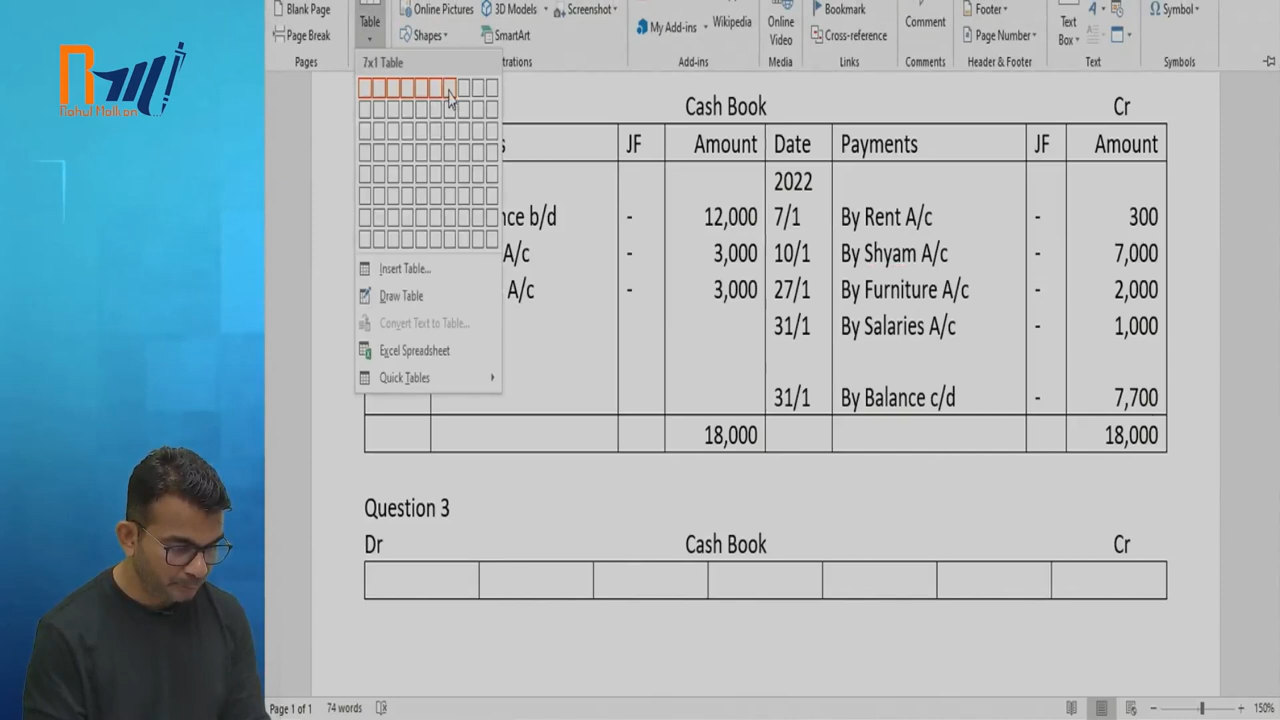 Blank Page
Page Break
Pages
Table
Online Pictures
Shapes
3D Models
SmartArt
Screenshot
My Add-ins
Wikipedia
Add-ins
Online Video
Media
Bookmark
Cross-reference
Links
Comment
Comments
Footer
Page Number
Header & Footer
Text Box
Text
Symbol
Symbols
7x1 Table
Insert Table...
Draw Table
Convert Text to Table...
Excel Spreadsheet
Quick Tables
Cash Book Cr
JF Amount Date Payments JF Amount
2022
nce b/d - 12,000 7/1 By Rent A/c - 300
A/c - 3,000 10/1 By Shyam A/c - 7,000
A/c - 3,000 27/1 By Furniture A/c - 2,000
31/1 By Salaries A/c - 1,000
31/1 By Balance c/d - 7,700
18,000 18,000
Question 3
Dr Cash Book Cr
Page 1 of 1 74 words 150%